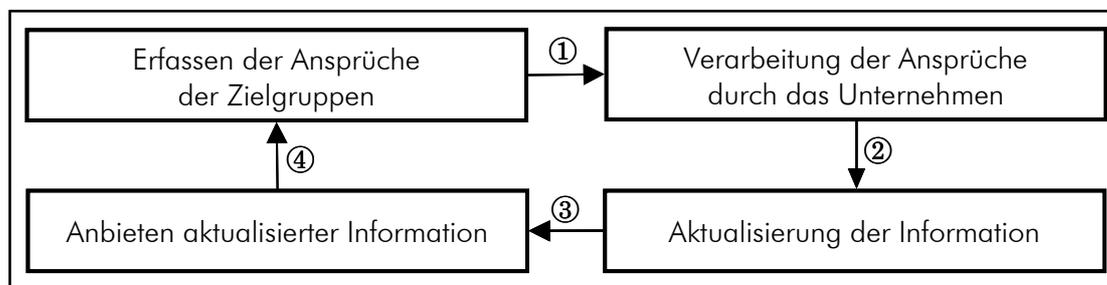 Erfassen der Ansprüche
der Zielgruppen
①
Verarbeitung der Ansprüche
durch das Unternehmen
②
Aktualisierung der Information
③
Anbieten aktualisierter Information
④